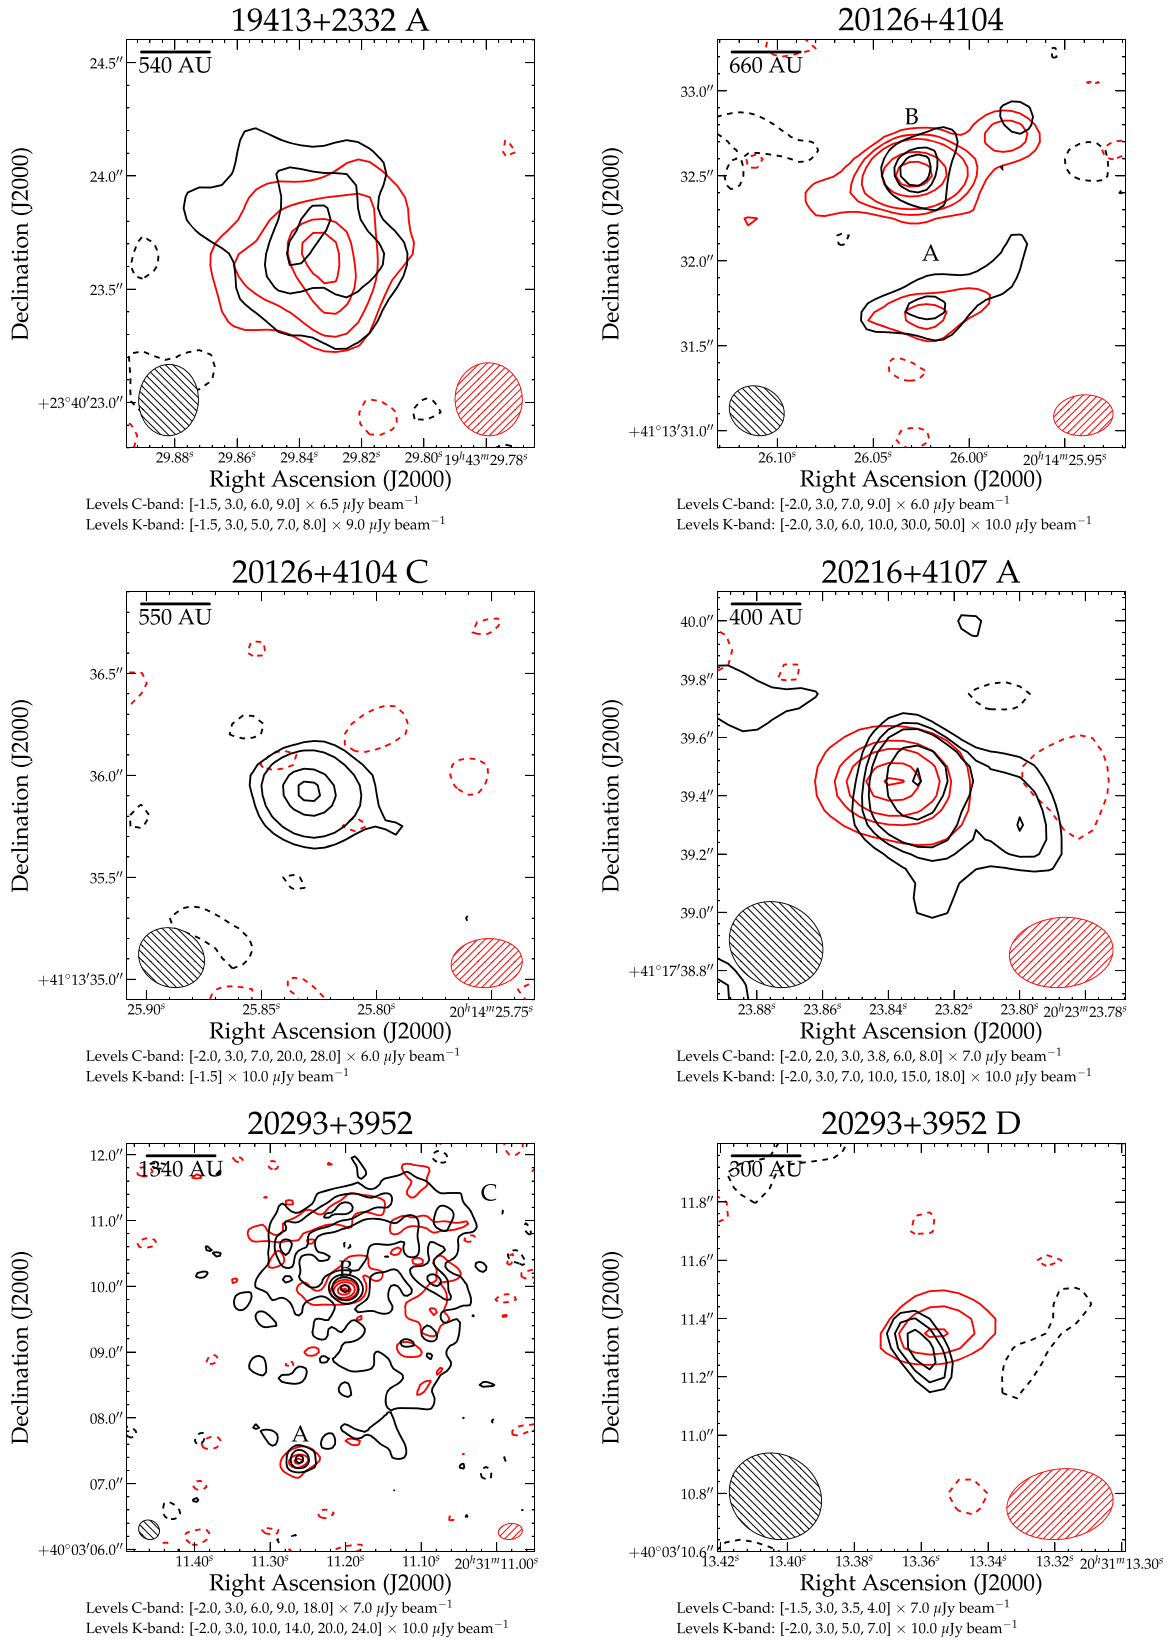 19413+2332 A
540 AU
24.5″
24.0″
23.5″
+23°40′23.0″
Declination (J2000)
29.88ˢ 29.86ˢ 29.84ˢ 29.82ˢ 29.80ˢ 19ʰ43ᵐ29.78ˢ
Right Ascension (J2000)
Levels C-band: [-1.5, 3.0, 6.0, 9.0] × 6.5 μJy beam⁻¹
Levels K-band: [-1.5, 3.0, 5.0, 7.0, 8.0] × 9.0 μJy beam⁻¹
20126+4104
660 AU
B
A
33.0″
32.5″
32.0″
31.5″
+41°13′31.0″
Declination (J2000)
26.10ˢ 26.05ˢ 26.00ˢ 20ʰ14ᵐ25.95ˢ
Right Ascension (J2000)
Levels C-band: [-2.0, 3.0, 7.0, 9.0] × 6.0 μJy beam⁻¹
Levels K-band: [-2.0, 3.0, 6.0, 10.0, 30.0, 50.0] × 10.0 μJy beam⁻¹
20126+4104 C
550 AU
36.5″
36.0″
35.5″
+41°13′35.0″
Declination (J2000)
25.90ˢ 25.85ˢ 25.80ˢ 20ʰ14ᵐ25.75ˢ
Right Ascension (J2000)
Levels C-band: [-2.0, 3.0, 7.0, 20.0, 28.0] × 6.0 μJy beam⁻¹
Levels K-band: [-1.5] × 10.0 μJy beam⁻¹
20216+4107 A
400 AU
40.0″
39.8″
39.6″
39.4″
39.2″
39.0″
+41°17′38.8″
Declination (J2000)
23.88ˢ 23.86ˢ 23.84ˢ 23.82ˢ 23.80ˢ 20ʰ23ᵐ23.78ˢ
Right Ascension (J2000)
Levels C-band: [-2.0, 2.0, 3.0, 3.8, 6.0, 8.0] × 7.0 μJy beam⁻¹
Levels K-band: [-2.0, 3.0, 7.0, 10.0, 15.0, 18.0] × 10.0 μJy beam⁻¹
20293+3952
1340 AU
C
B
A
12.0″
11.0″
10.0″
09.0″
08.0″
07.0″
+40°03′06.0″
Declination (J2000)
11.40ˢ 11.30ˢ 11.20ˢ 11.10ˢ 20ʰ31ᵐ11.00ˢ
Right Ascension (J2000)
Levels C-band: [-2.0, 3.0, 6.0, 9.0, 18.0] × 7.0 μJy beam⁻¹
Levels K-band: [-2.0, 3.0, 10.0, 14.0, 20.0, 24.0] × 10.0 μJy beam⁻¹
20293+3952 D
300 AU
11.8″
11.6″
11.4″
11.2″
11.0″
10.8″
+40°03′10.6″
Declination (J2000)
13.42ˢ 13.40ˢ 13.38ˢ 13.36ˢ 13.34ˢ 13.32ˢ 20ʰ31ᵐ13.30ˢ
Right Ascension (J2000)
Levels C-band: [-1.5, 3.0, 3.5, 4.0] × 7.0 μJy beam⁻¹
Levels K-band: [-2.0, 3.0, 5.0, 7.0] × 10.0 μJy beam⁻¹